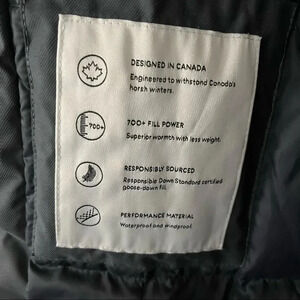 DESIGNED IN CANADA
Engineered to withstand Canada's
harsh winters.
700+
700+ FILL POWER
Superior warmth with less weight.
RESPONSIBLY SOURCED
Responsible Down Standard certified
goose-down fill.
PERFORMANCE MATERIAL
Waterproof and windproof.